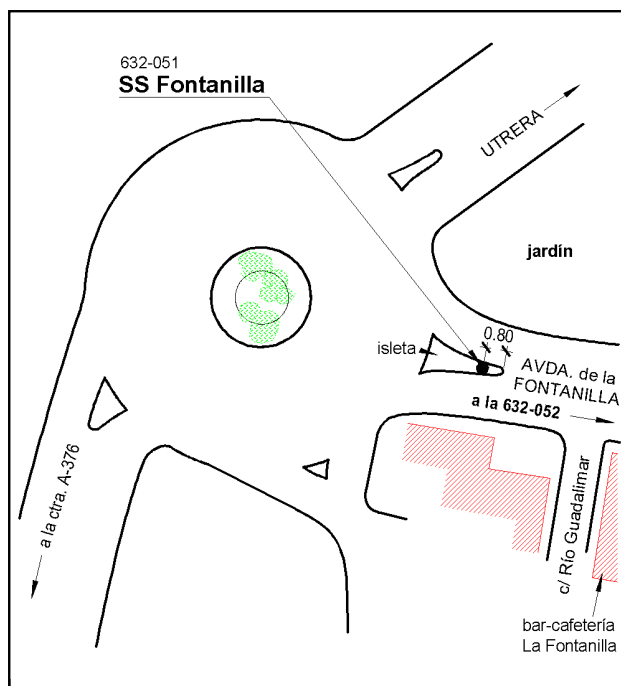 632-051
SS Fontanilla
UTRERA
jardín
0.80
isleta
AVDA. de la
FONTANILLA
a la 632-052
a la ctra. A-376
c/ Río Guadalimar
bar-cafetería
La Fontanilla